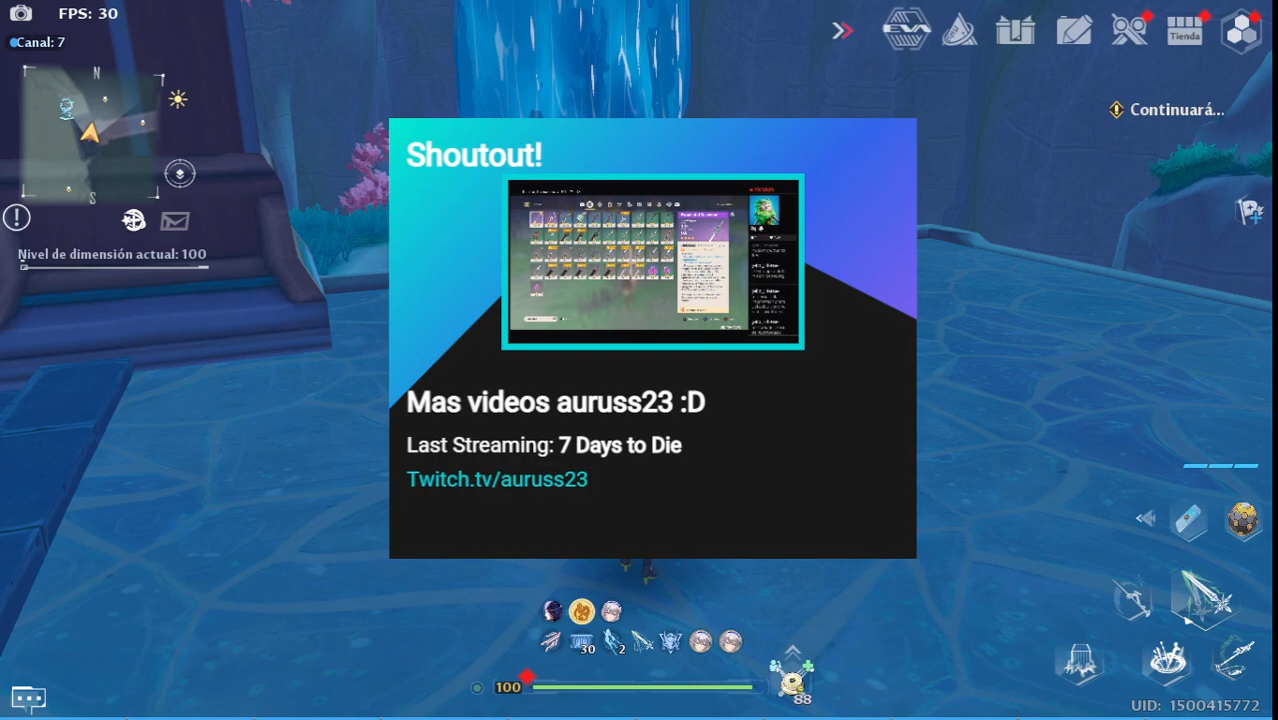 FPS: 30
Canal: 7
N
S
EVA
Tienda
Continuará...
Nivel de dimensión actual: 100
Shoutout!
Mas videos auruss23 :D
Last Streaming: 7 Days to Die
Twitch.tv/auruss23
30
2
100
88
UID: 1500415772